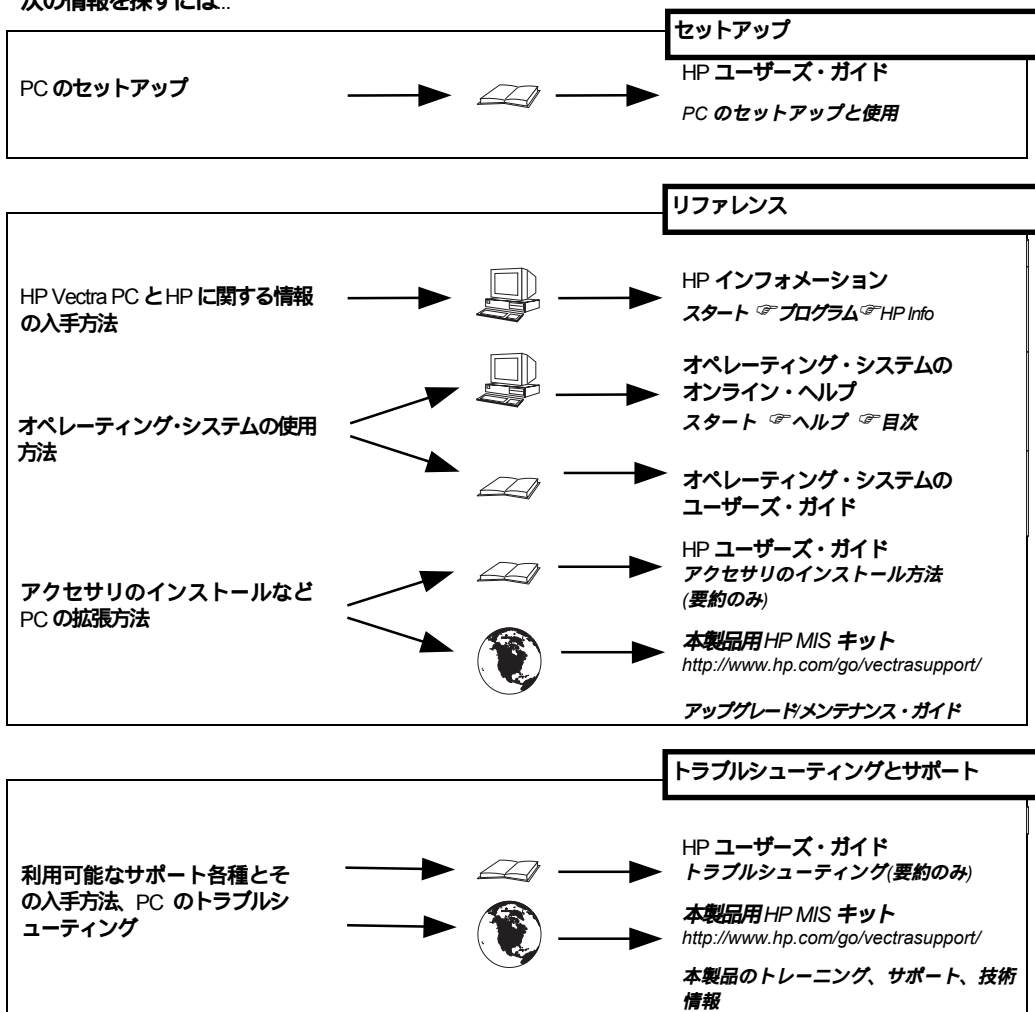 次の情報を探すには...
セットアップ
PC のセットアップ
HP ユーザーズ・ガイド
PC のセットアップと使用
リファレンス
HP Vectra PC と HP に関する情報
の入手方法
HP インフォメーション
スタート ☞ プログラム ☞ HP Info
オペレーティング・システムの使用
方法
オペレーティング・システムの
オンライン・ヘルプ
スタート ☞ ヘルプ ☞ 目次
オペレーティング・システムの
ユーザーズ・ガイド
アクセサリのインストールなど
PC の拡張方法
HP ユーザーズ・ガイド
アクセサリのインストール方法
(要約のみ)
本製品用 HP MIS キット
http://www.hp.com/go/vectrasupport/
アップグレード/メンテナンス・ガイド
トラブルシューティングとサポート
利用可能なサポート各種とそ
の入手方法、PC のトラブルシ
ューティング
HP ユーザーズ・ガイド
トラブルシューティング(要約のみ)
本製品用 HP MIS キット
http://www.hp.com/go/vectrasupport/
本製品のトレーニング、サポート、技術
情報